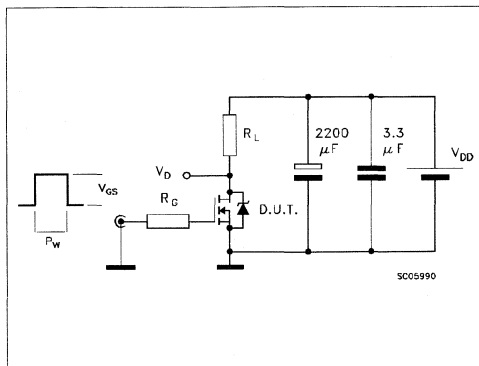 R_L
2200
μF
3.3
μF
V_DD
V_D
V_GS
R_G
D.U.T.
P_W
SC05990